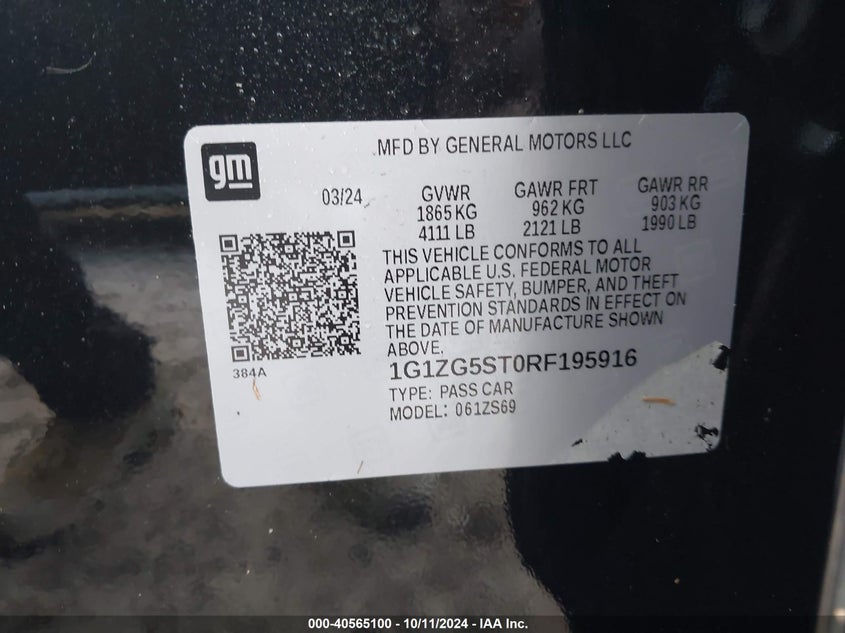 MFD BY GENERAL MOTORS LLC
gm
03/24
GVWR GAWR FRT GAWR RR
1865 KG 962 KG 903 KG
4111 LB 2121 LB 1990 LB
THIS VEHICLE CONFORMS TO ALL
APPLICABLE U.S. FEDERAL MOTOR
VEHICLE SAFETY, BUMPER, AND THEFT
PREVENTION STANDARDS IN EFFECT ON
THE DATE OF MANUFACTURE SHOWN
ABOVE.
384A
1G1ZG5ST0RF195916
TYPE: PASS CAR
MODEL: 061ZS69
000-40565100 - 10/11/2024 - IAA Inc.